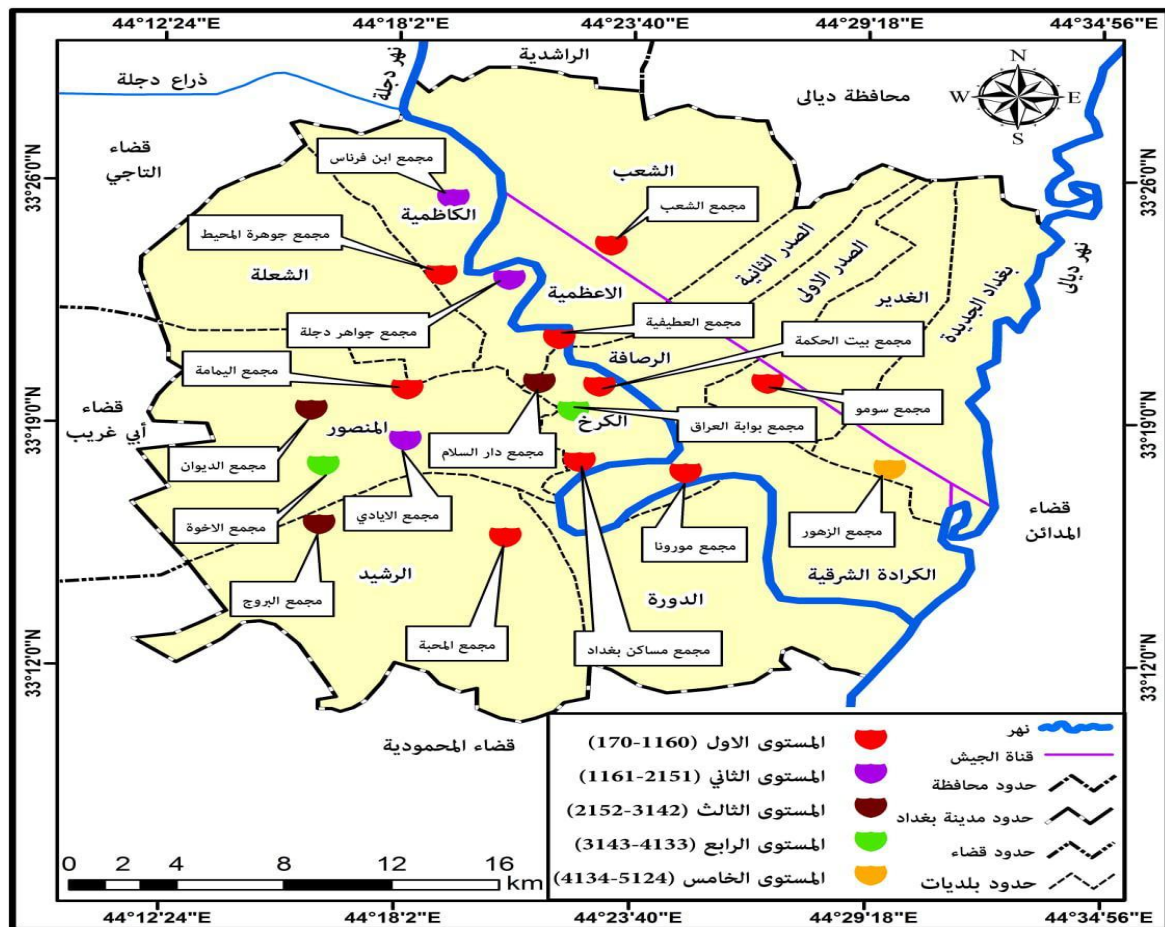 44°12'24"E
44°18'2"E
44°23'40"E
44°29'18"E
44°34'56"E
33°26'0"N
33°19'0"N
33°12'0"N
33°26'0"N
33°19'0"N
33°12'0"N
الراشدية
نهر دجلة
ذراع دجلة
محافظة ديالى
N
W
E
S
قضاء
التاجي
مجمع ابن فرناس
الشعب
الكاظمية
مجمع الشعب
مجمع جوهرة المحيط
الصدر الثانية
الصدر الاولى
نهر ديالى
الشعلة
الاعظمية
الغدير
بغداد الجديدة
مجمع جواهر دجلة
مجمع العطيفية
مجمع بيت الحكمة
الرصافة
مجمع اليمامة
مجمع سومو
قضاء
أبي غريب
المنصور
الكرخ
مجمع بوابة العراق
مجمع دار السلام
مجمع الديوان
مجمع الاخوة
مجمع الايادي
مجمع مورونا
مجمع الزهور
قضاء
المدائن
الرشيد
الدورة
الكرادة الشرقية
مجمع البروج
مجمع المحبة
مجمع مساكن بغداد
قضاء المحمودية
نهر
قناة الجيش
حدود محافظة
حدود مدينة بغداد
حدود قضاء
حدود بلديات
المستوى الاول (170-1160)
المستوى الثاني (1161-2151)
المستوى الثالث (2152-3142)
المستوى الرابع (3143-4133)
المستوى الخامس (4134-5124)
0 2 4 8 12 16
km
44°12'24"E
44°18'2"E
44°23'40"E
44°29'18"E
44°34'56"E